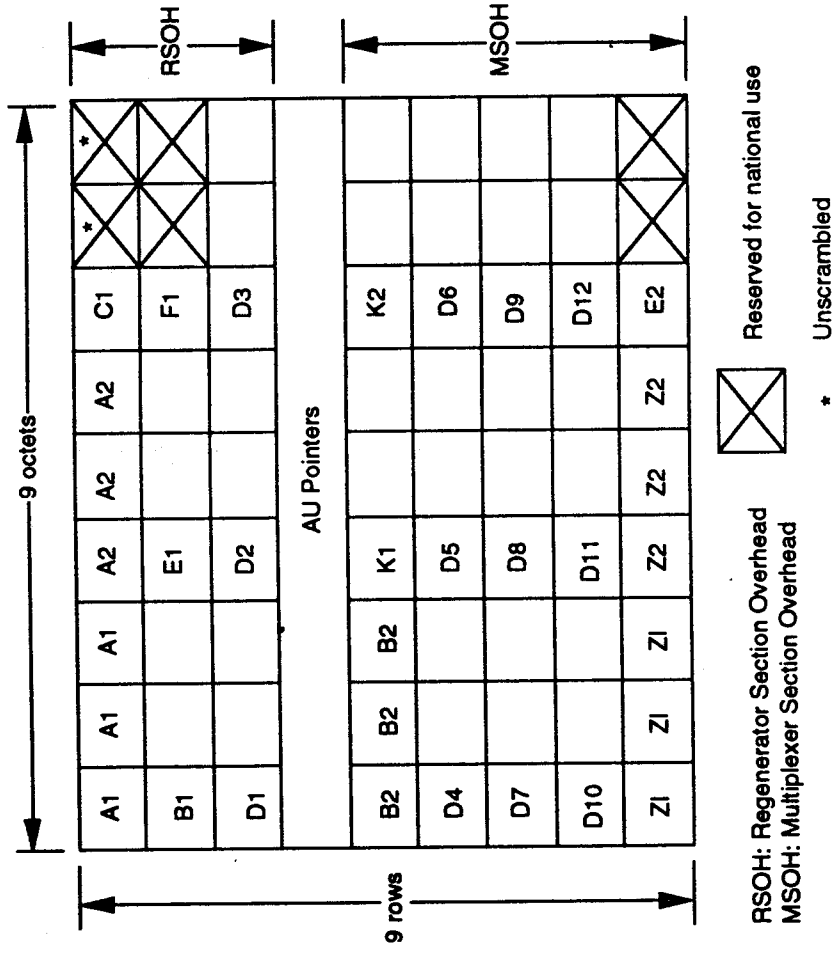 9 octets
A1 A1 A1 A2 A2 A2 C1 * *
B1 E1 F1
D1 D2 D3
RSOH
9 rows
AU Pointers
B2 B2 B2 K1 K2
D4 D5 D6
D7 D8 D9
D10 D11 D12
ZI ZI ZI Z2 Z2 Z2 E2
MSOH
RSOH: Regenerator Section Overhead
MSOH: Multiplexer Section Overhead
Reserved for national use
* Unscrambled